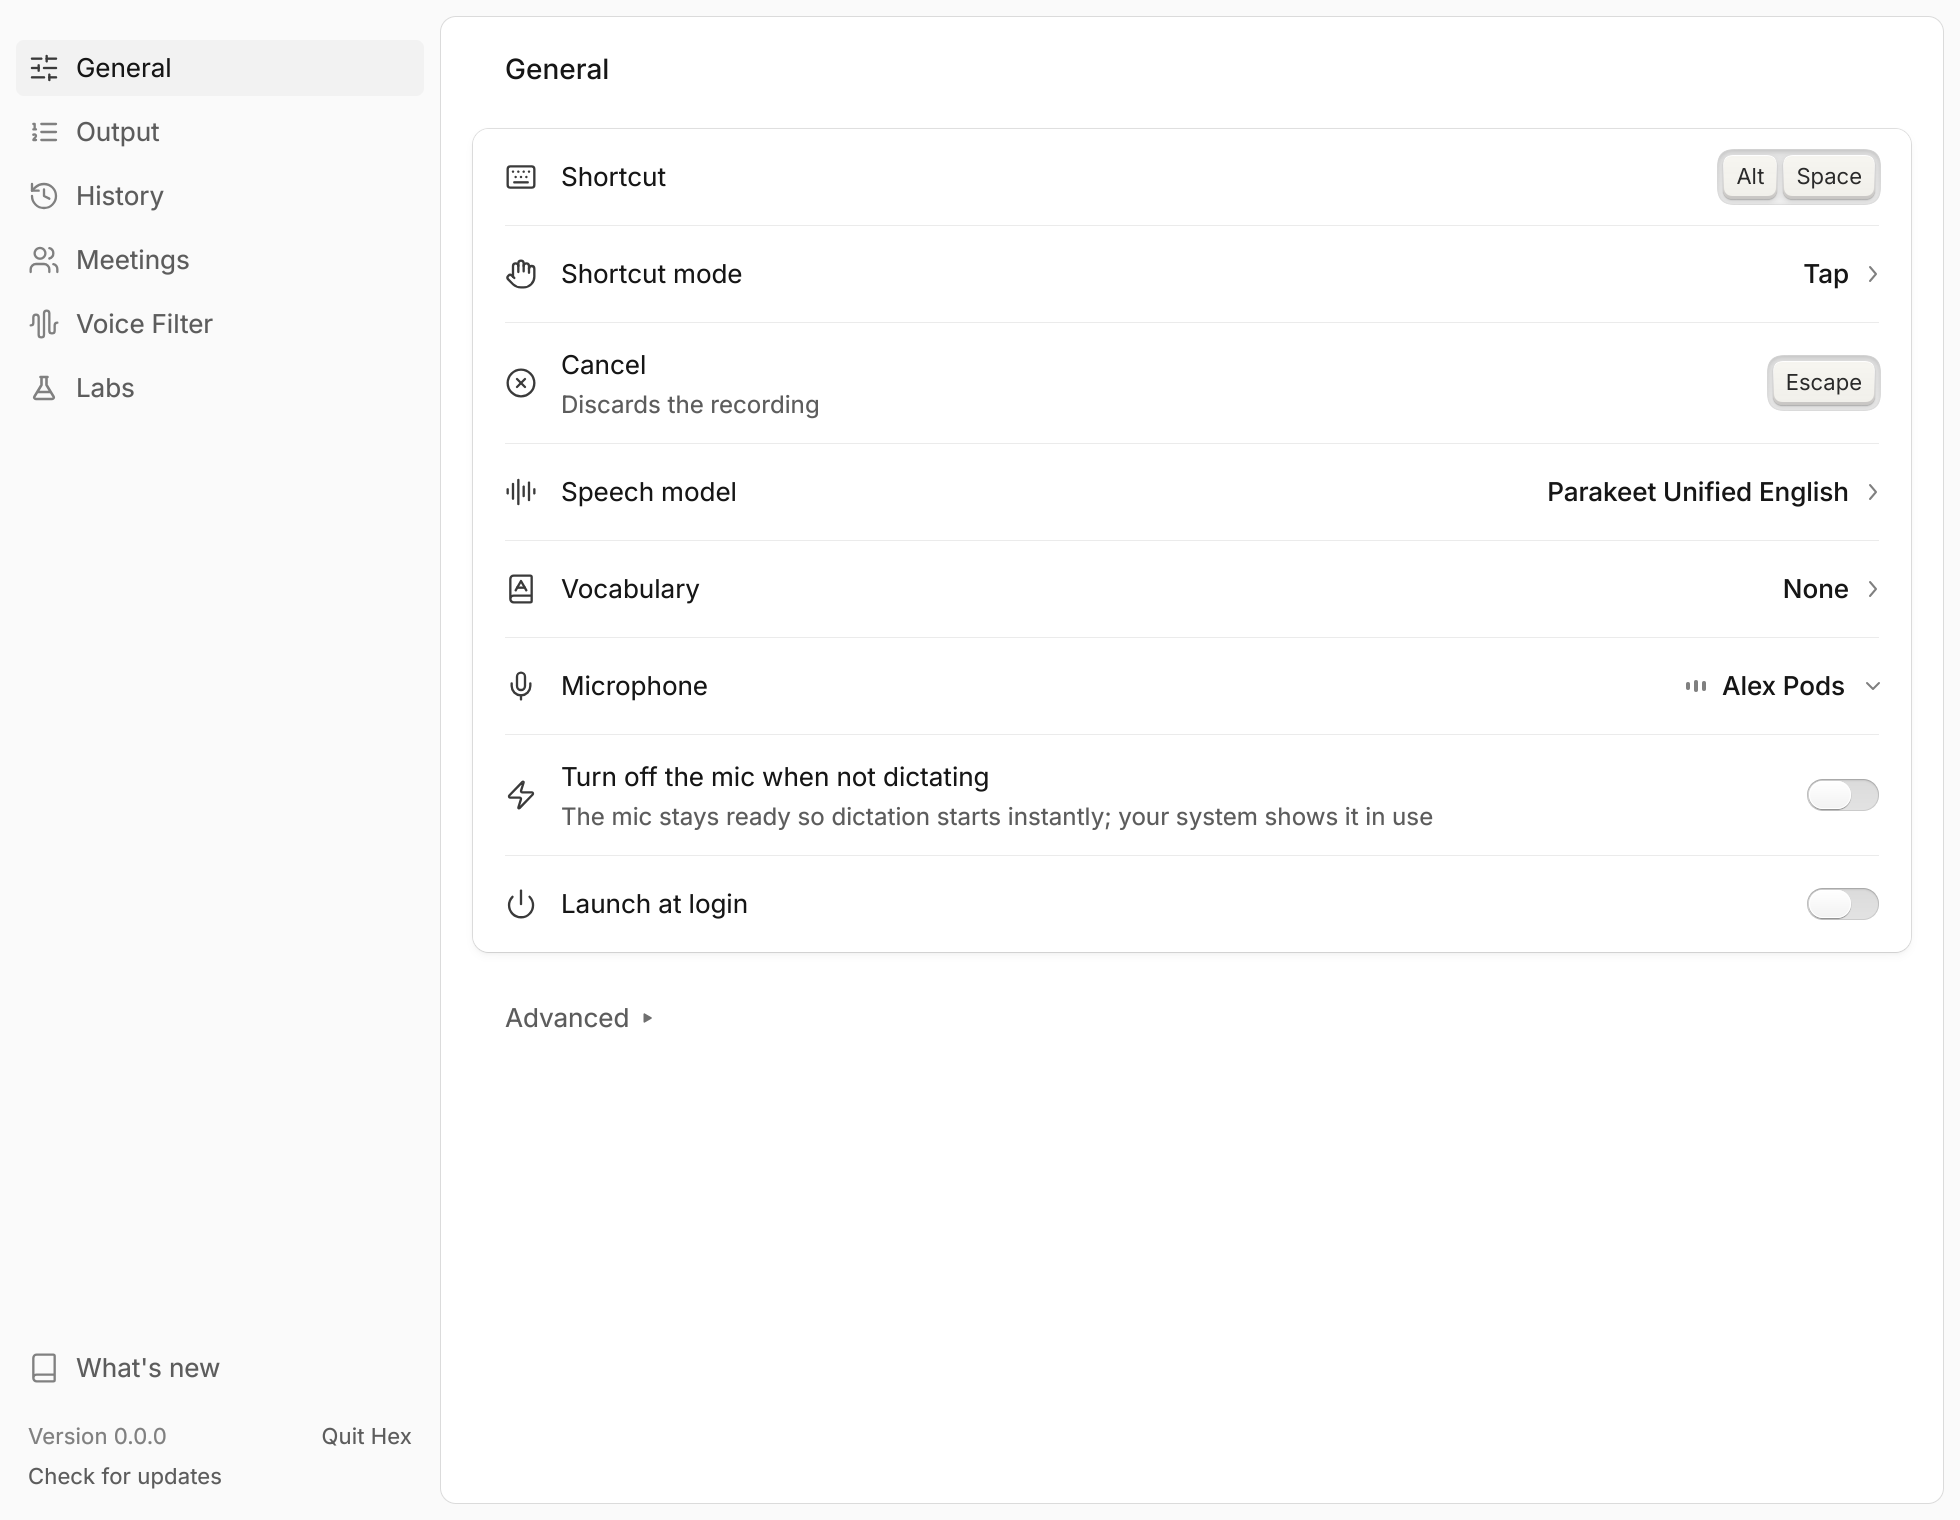 General
Output
History
Meetings
Voice Filter
Labs
What's new
Version 0.0.0
Quit Hex
Check for updates
General
Shortcut
Alt Space
Shortcut mode
Tap
Cancel
Discards the recording
Escape
Speech model
Parakeet Unified English
Vocabulary
None
Microphone
Alex Pods
Turn off the mic when not dictating
The mic stays ready so dictation starts instantly; your system shows it in use
Launch at login
Advanced